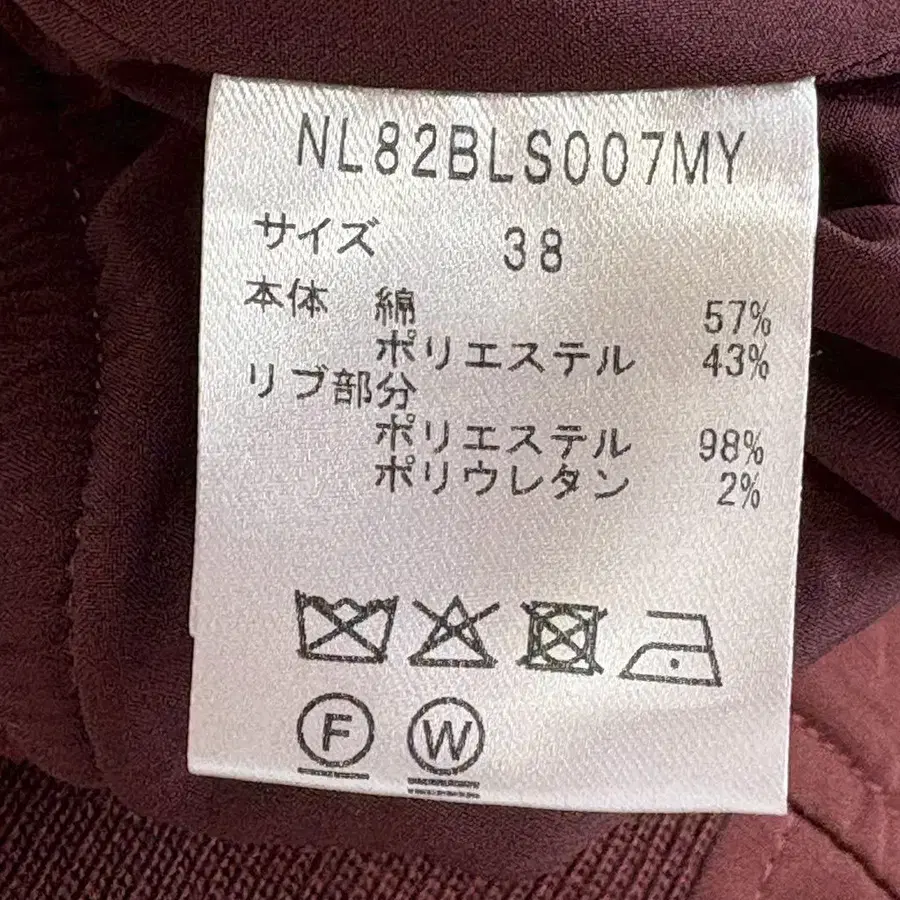 NL82BLS007MY
サイズ 38
本体 綿 57%
ポリエステル 43%
リブ部分
ポリエステル 98%
ポリウレタン 2%
F W